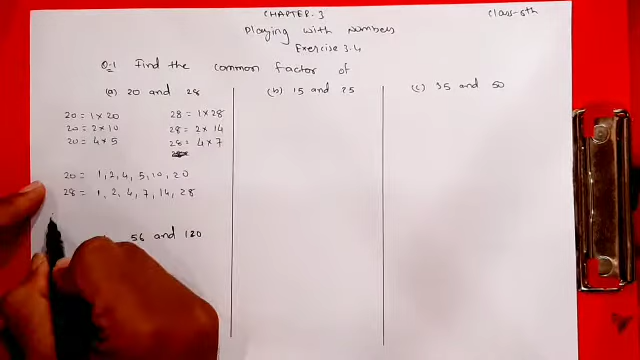 CHAPTER-3
Class-6th
Playing with Numbers
Exercise 3.4
Q.1 Find the common factor of
(a) 20 and 28
(b) 15 and 25
(c) 35 and 50
20 = 1 × 20
28 = 1 × 28
20 = 2 × 10
28 = 2 × 14
20 = 4 × 5
28 = 4 × 7
20 = 1, 2, 4, 5, 10, 20
28 = 1, 2, 4, 7, 14, 28
56 and 120